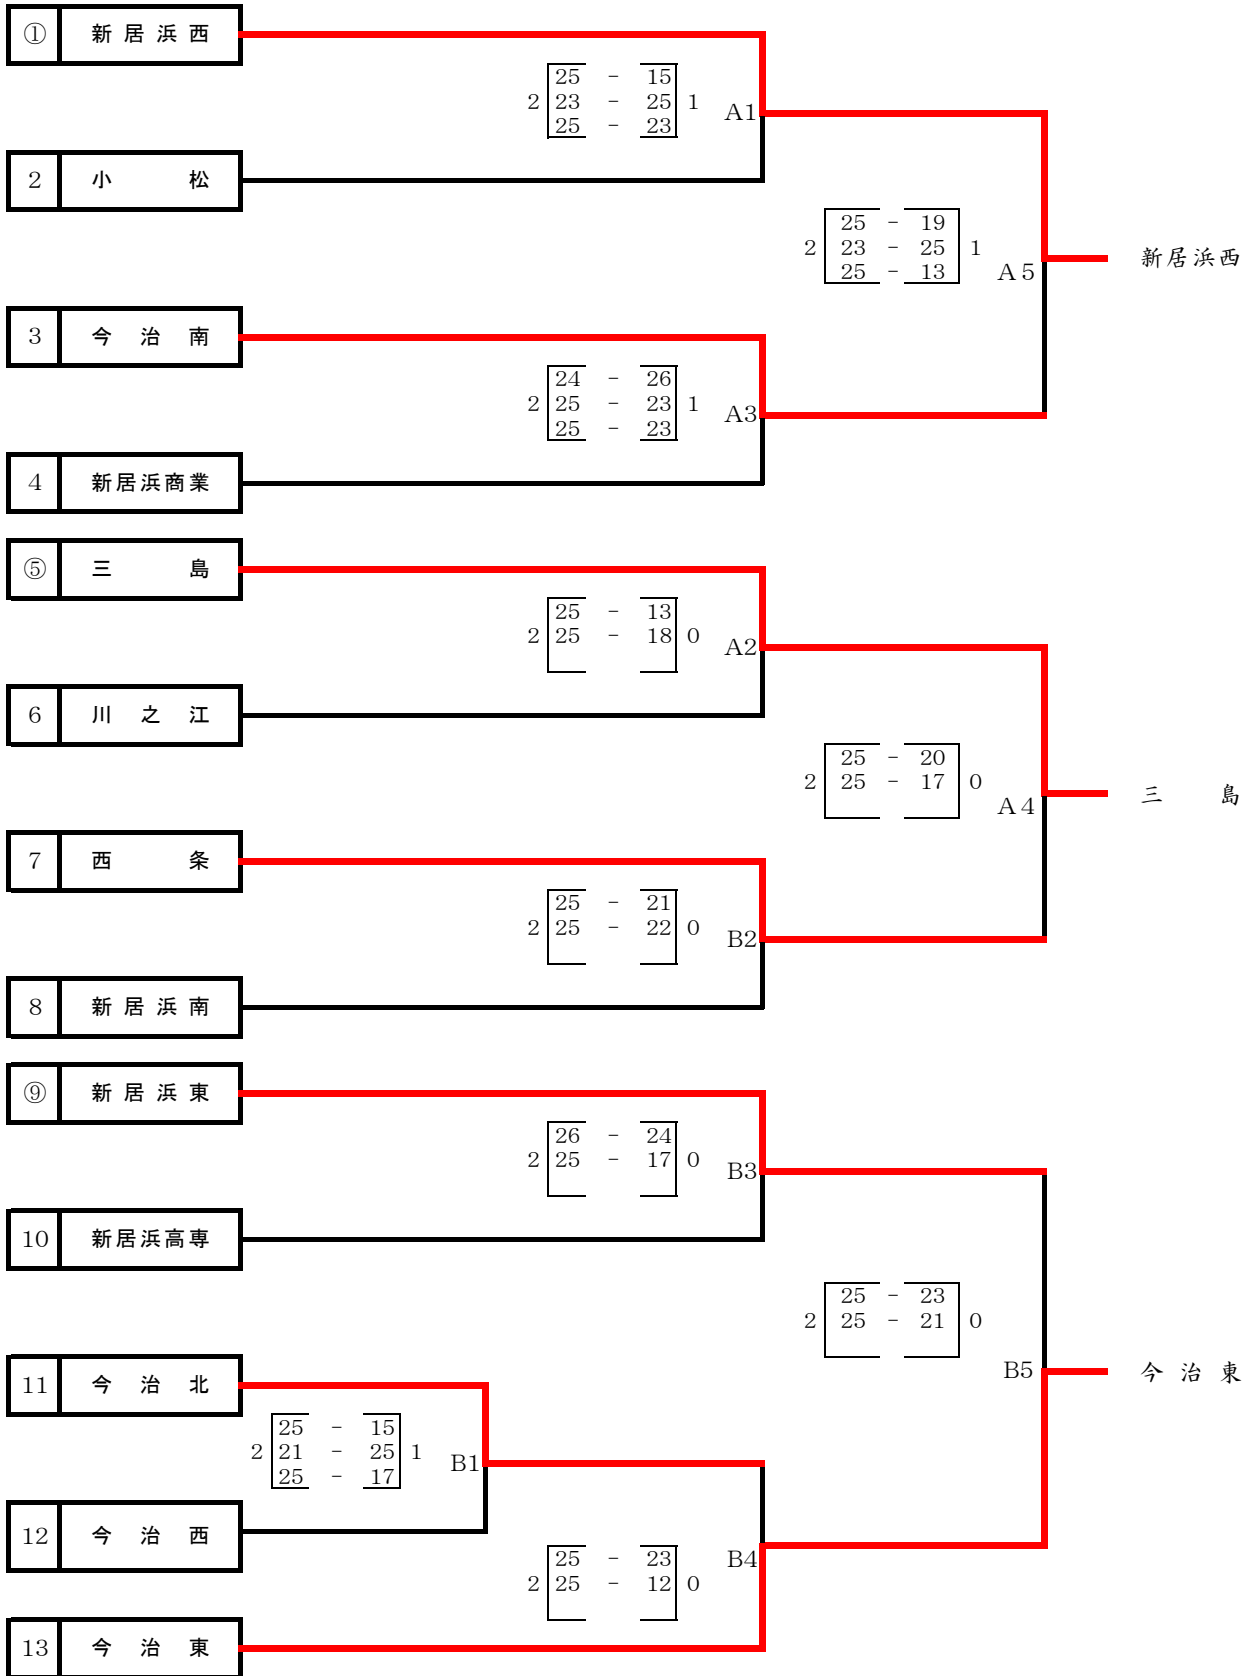 ① 新居浜西
25 - 15
2 23 - 25 1
A1
25 - 23
2 小松
25 - 19
2 23 - 25 1
新居浜西
25 - 13
A5
3 今治南
24 - 26
2 25 - 23 1
A3
25 - 23
4 新居浜商業
⑤ 三島
25 - 13
2 25 - 18 0
A2
6 川之江
25 - 20
2 25 - 17 0
三島
A4
7 西条
25 - 21
2 25 - 22 0
B2
8 新居浜南
⑨ 新居浜東
26 - 24
2 25 - 17 0
B3
10 新居浜高専
25 - 23
2 25 - 21 0
B5
今治東
11 今治北
25 - 15
2 21 - 25 1
B1
25 - 17
12 今治西
25 - 23
B4
2 25 - 12 0
13 今治東